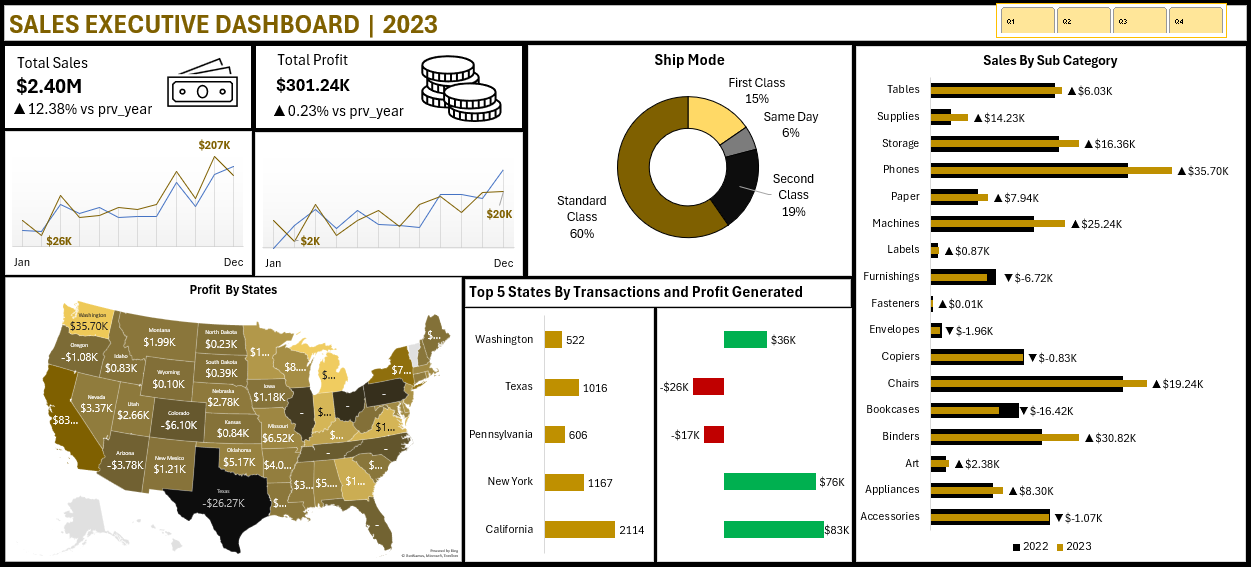 SALES EXECUTIVE DASHBOARD | 2023
Q1
Q2
Q3
Q4
Total Sales
$2.40M
▲12.38% vs prv_year
Total Profit
$301.24K
▲0.23% vs prv_year
$207K
$26K
Jan
Dec
$20K
$2K
Jan
Dec
Ship Mode
First Class
15%
Same Day
6%
Second
Class
19%
Standard
Class
60%
Sales By Sub Category
Tables ▲$6.03K
Supplies ▲$14.23K
Storage ▲$16.36K
Phones ▲$35.70K
Paper ▲$7.94K
Machines ▲$25.24K
Labels ▲$0.87K
Furnishings ▼$-6.72K
Fasteners ▲$0.01K
Envelopes ▼$-1.96K
Copiers ▼$-0.83K
Chairs ▲$19.24K
Bookcases ▼$-16.42K
Binders ▲$30.82K
Art ▲$2.38K
Appliances ▲$8.30K
Accessories ▼$-1.07K
2022
2023
Profit By States
Washington
$35.70K
Oregon
-$1.08K
Idaho
$0.83K
Montana
$1.99K
North Dakota
$0.23K
South Dakota
$0.39K
Wyoming
$0.10K
Nebraska
$2.78K
Iowa
$1.18K
Nevada
$3.37K
Utah
$2.66K
Colorado
-$6.10K
Kansas
$0.84K
Missouri
$6.52K
Arizona
-$3.78K
New Mexico
$1.21K
Oklahoma
$5.17K
Texas
-$26.27K
$83...
$1...
$8...
$...
$7...
$...
-
-
$...
$1...
$...
-
-
$4.0...
$...
$3...
$5....
$1...
$...
-
Powered by Bing
© GeoNames, Microsoft, TomTom
Top 5 States By Transactions and Profit Generated
Washington 522 $36K
Texas 1016 -$26K
Pennsylvania 606 -$17K
New York 1167 $76K
California 2114 $83K